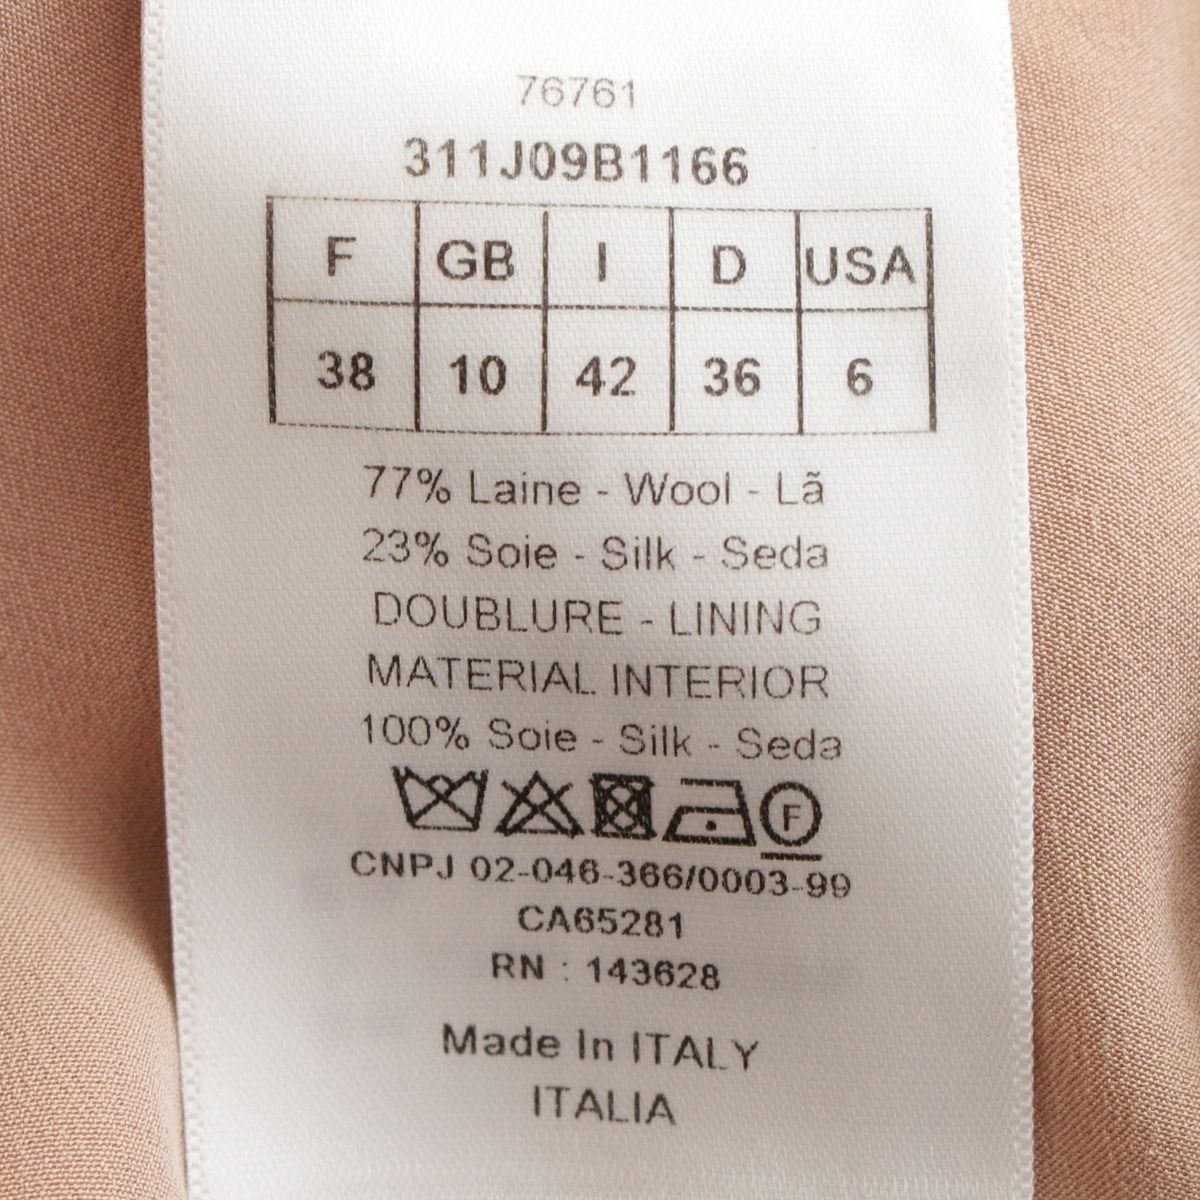 76761
311J09B1166
F GB I D USA
38 10 42 36 6
77% Laine - Wool - Lã
23% Soie - Silk - Seda
DOUBLURE - LINING
MATERIAL INTERIOR
100% Soie - Silk - Seda
F
CNPJ 02-046-366/0003-99
CA65281
RN : 143628
Made In ITALY
ITALIA